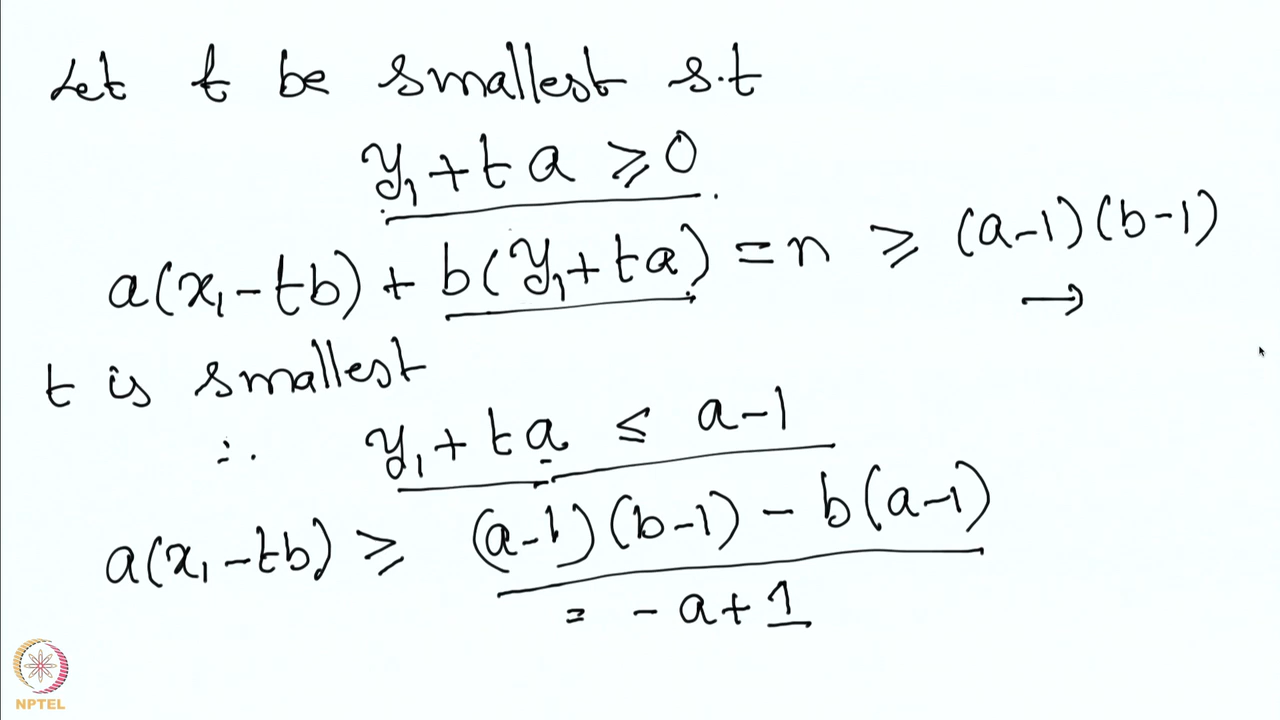 Let t be smallest s.t
y₁ + t a ≥ 0.
a(x₁ - tb) + b(y₁ + ta) = n ≥ (a-1)(b-1)
→
t is smallest
∴ y₁ + ta ≤ a-1
a(x₁ - tb) ≥ (a-1)(b-1) - b(a-1)
= -a + 1
NPTEL